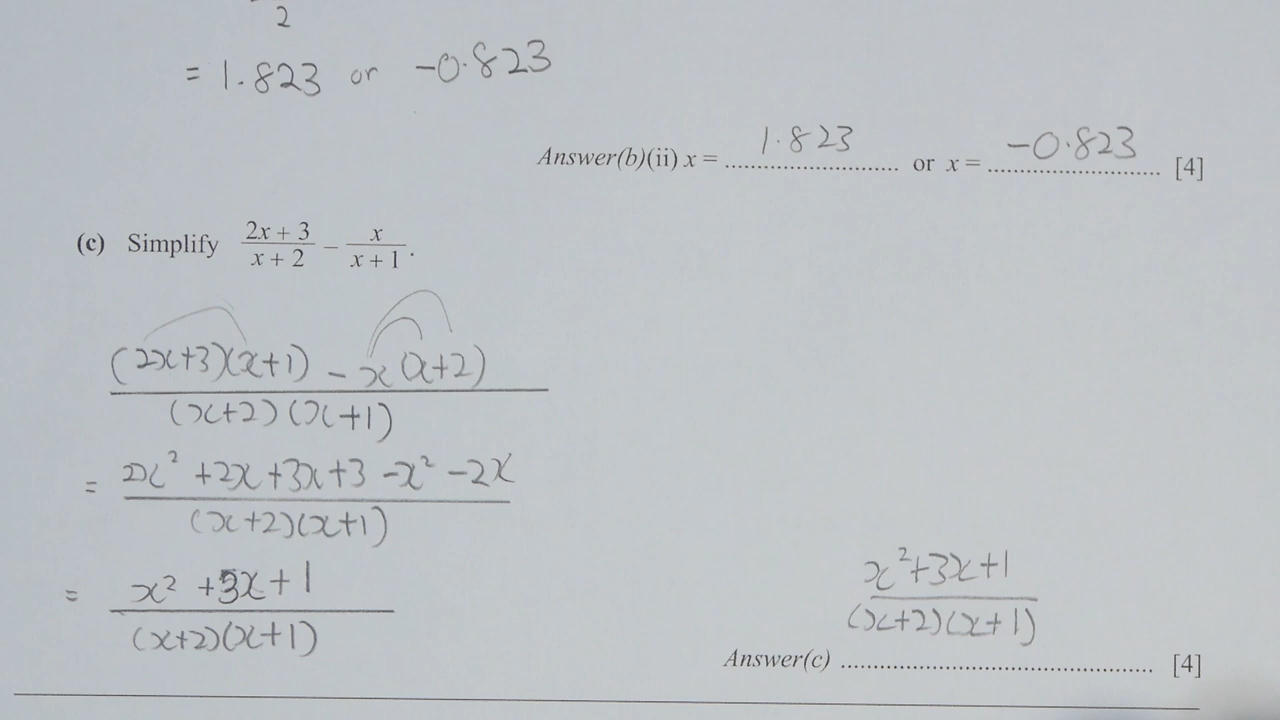 2
= 1.823 or -0.823
1.823 -0.823
Answer(b)(ii) x = ........................... or x = ........................... [4]
(c) Simplify (2x + 3)/(x + 2) − x/(x + 1).
(2x+3)(x+1) - x(x+2)
(x+2)(x+1)
= 2x² +2x+3x+3 -x² -2x
(x+2)(x+1)
= x² +3x+1
(x+2)(x+1)
x²+3x+1
(x+2)(x+1)
Answer(c) ................................................ [4]